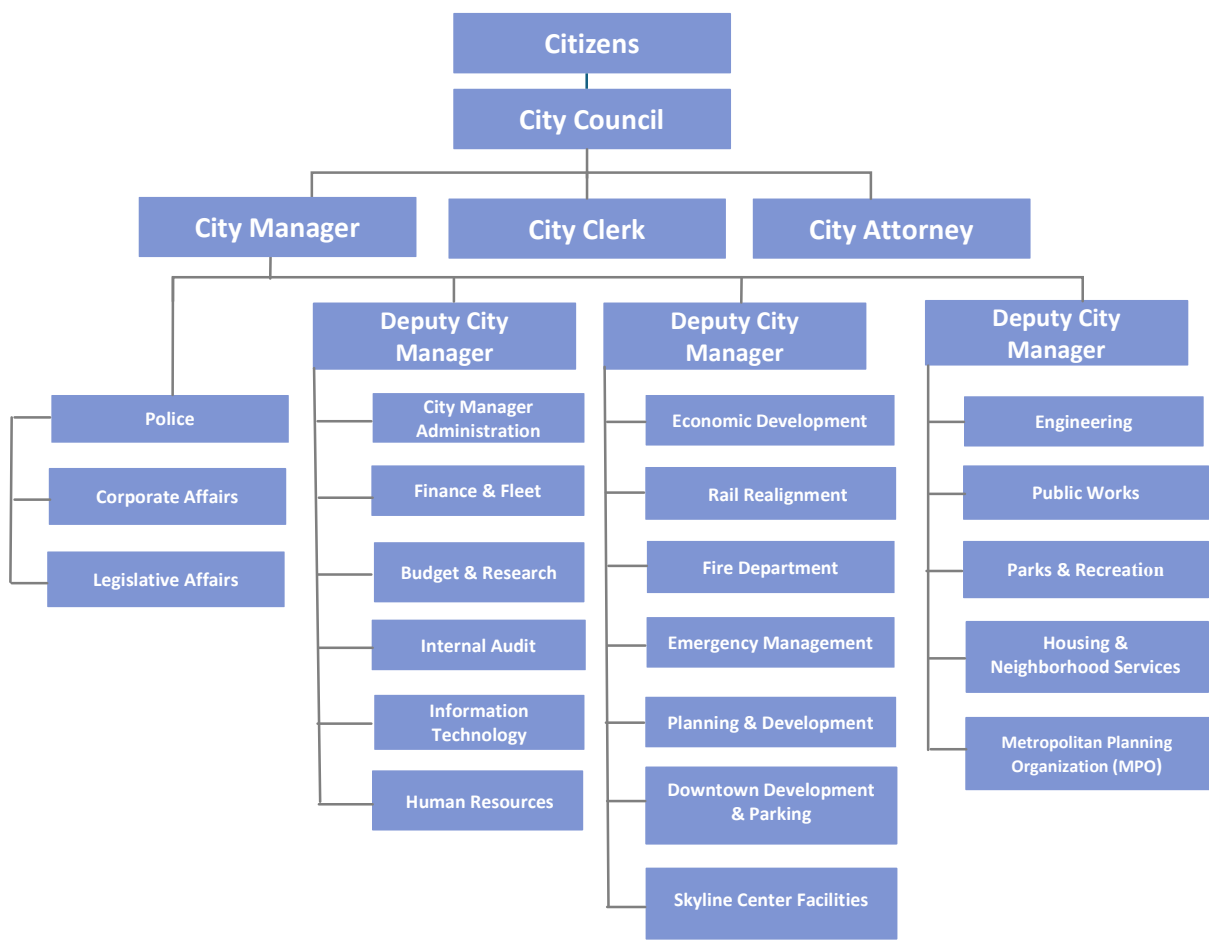 Citizens
City Council
City Manager
City Clerk
City Attorney
Deputy City
Manager
Deputy City
Manager
Deputy City
Manager
Police
Corporate Affairs
Legislative Affairs
City Manager
Administration
Finance & Fleet
Budget & Research
Internal Audit
Information
Technology
Human Resources
Economic Development
Rail Realignment
Fire Department
Emergency Management
Planning & Development
Downtown Development
& Parking
Skyline Center Facilities
Engineering
Public Works
Parks & Recreation
Housing &
Neighborhood Services
Metropolitan Planning
Organization (MPO)